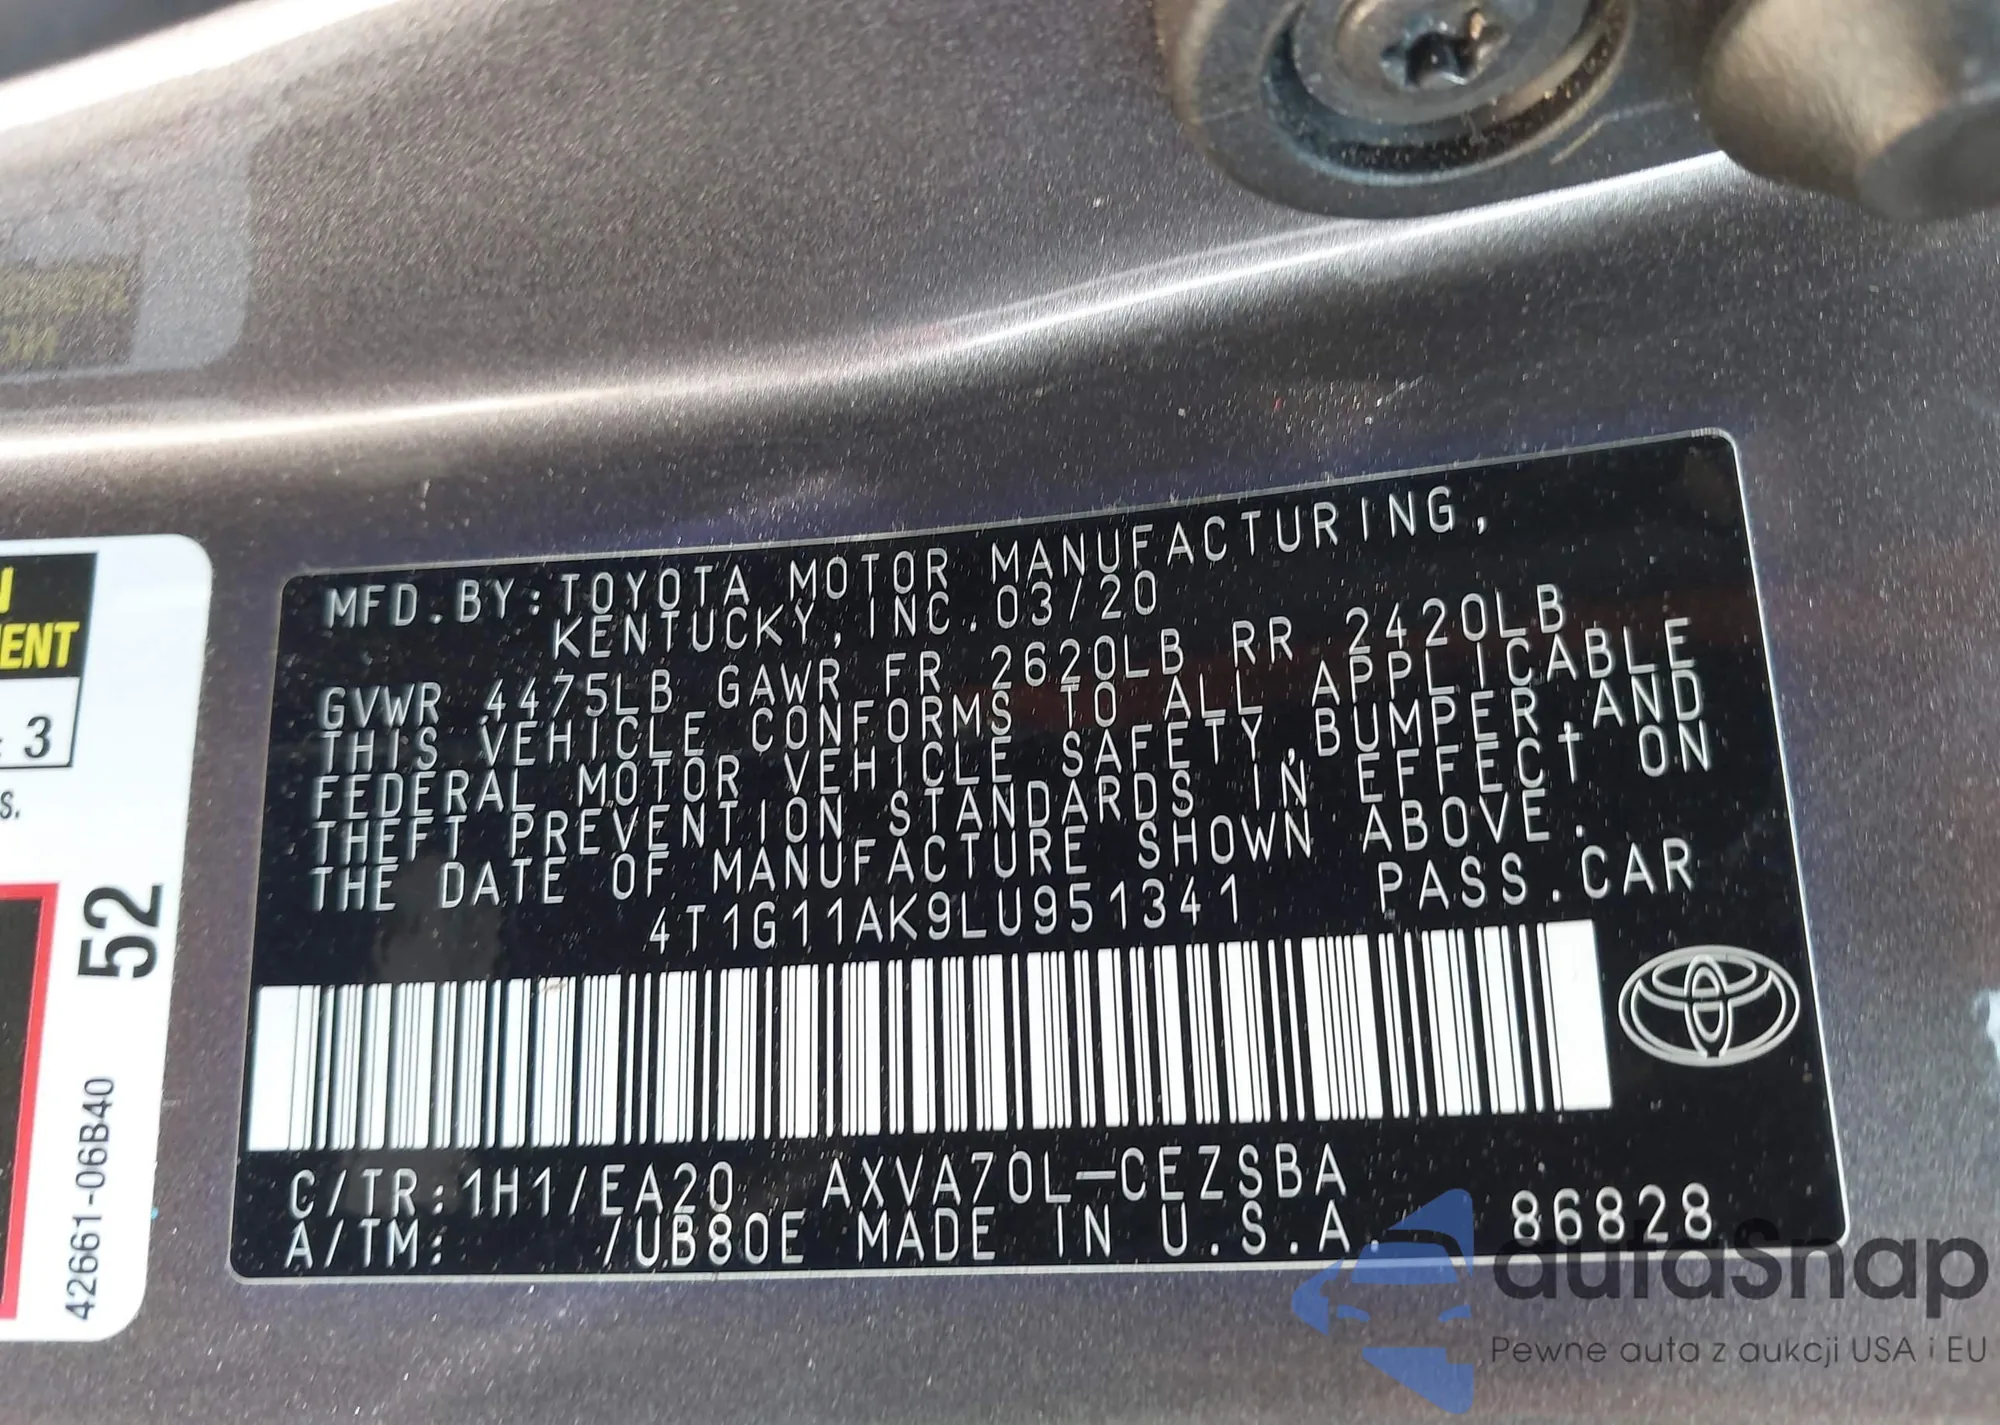 MFD.BY:TOYOTA MOTOR MANUFACTURING,
KENTUCKY,INC.03/20
GVWR 4475LB GAWR FR 2620LB RR 2420LB
THIS VEHICLE CONFORMS TO ALL APPLICABLE
FEDERAL MOTOR VEHICLE SAFETY,BUMPER,AND
THEFT PREVENTION STANDARDS IN EFFECT ON
THE DATE OF MANUFACTURE SHOWN ABOVE.
4T1G11AK9LU951341 PASS.CAR
C/TR:1H1/EA20 AXVA70L-CEZSBA
A/TM: /UB80E MADE IN U.S.A. 86828
ENT
3
S.
52
42661-06B40
autaSnap
Pewne auta z aukcji USA i EU